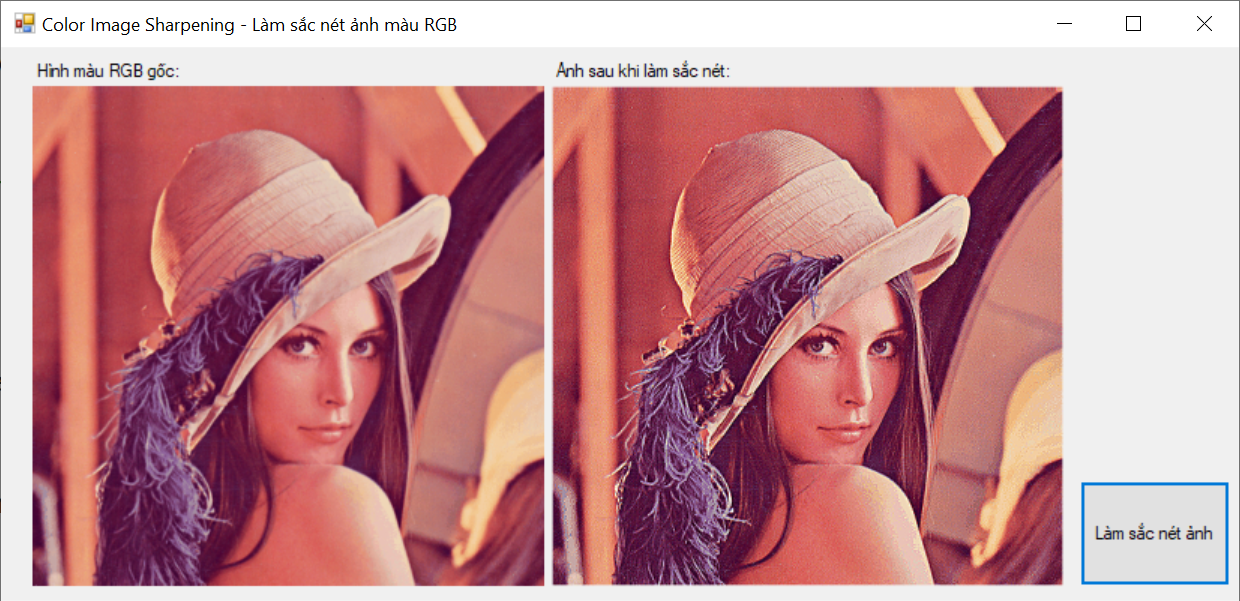 Color Image Sharpening - Làm sắc nét ảnh màu RGB
Hình màu RGB gốc:
Ảnh sau khi làm sắc nét:
Làm sắc nét ảnh